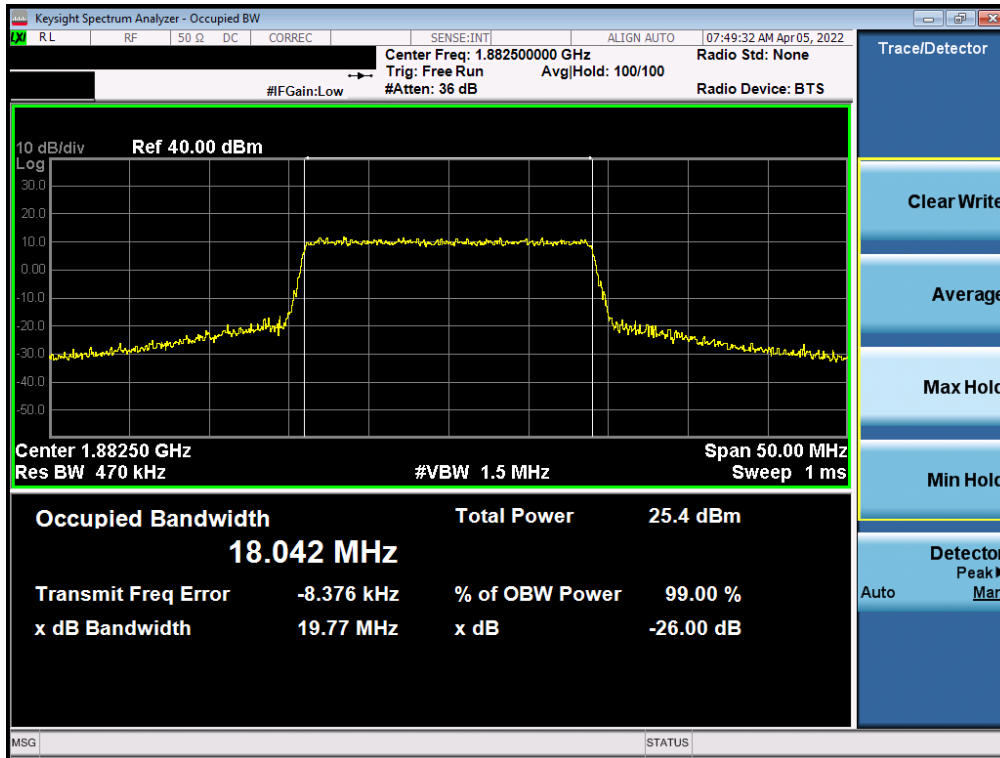 Keysight Spectrum Analyzer - Occupied BW
LXI RL RF 50 Ω DC CORREC SENSE:INT ALIGN AUTO 07:49:32 AM Apr 05, 2022
Center Freq: 1.882500000 GHz Radio Std: None
Trig: Free Run Avg|Hold: 100/100
#IFGain:Low #Atten: 36 dB Radio Device: BTS
Trace/Detector
10 dB/div Ref 40.00 dBm
Log
30.0
20.0
10.0
0.00
-10.0
-20.0
-30.0
-40.0
-50.0
Center 1.88250 GHz Span 50.00 MHz
Res BW 470 kHz #VBW 1.5 MHz Sweep 1 ms
Clear Write
Average
Max Hold
Min Hold
Detector
Peak
Auto Man
Occupied Bandwidth Total Power 25.4 dBm
18.042 MHz
Transmit Freq Error -8.376 kHz % of OBW Power 99.00 %
x dB Bandwidth 19.77 MHz x dB -26.00 dB
MSG STATUS